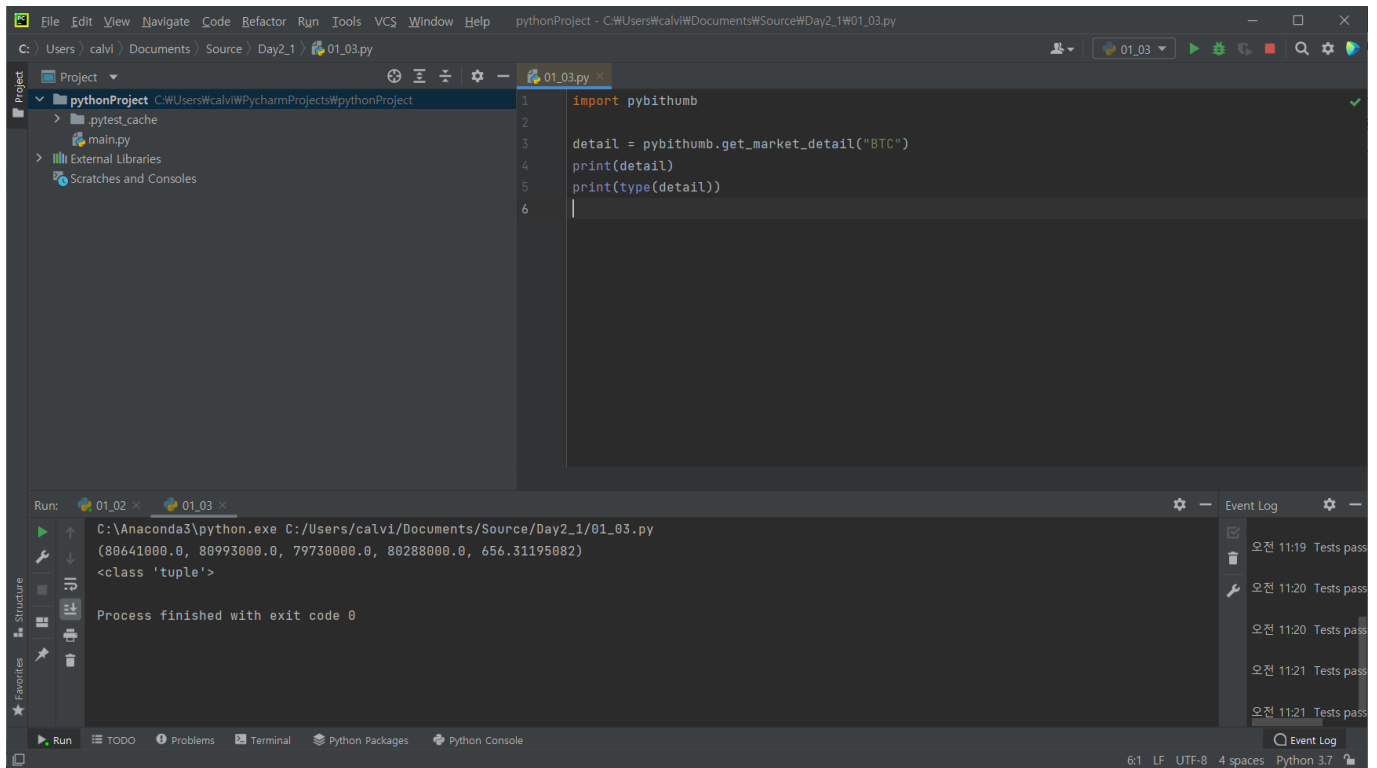 PC File Edit View Navigate Code Refactor Run Tools VCS Window Help pythonProject - C:₩Users₩calvi₩Documents₩Source₩Day2_1₩01_03.py
C: Users calvi Documents Source Day2_1 01_03.py 01_03
Project
Project
01_03.py
pythonProject C:₩Users₩calvi₩PycharmProjects₩pythonProject
.pytest_cache
main.py
External Libraries
Scratches and Consoles
1 import pybithumb
2
3 detail = pybithumb.get_market_detail("BTC")
4 print(detail)
5 print(type(detail))
6
Run: 01_02 01_03
Event Log
C:\Anaconda3\python.exe C:/Users/calvi/Documents/Source/Day2_1/01_03.py
(80641000.0, 80993000.0, 79730000.0, 80288000.0, 656.31195082)
<class 'tuple'>
Process finished with exit code 0
오전 11:19 Tests pass
오전 11:20 Tests pass
오전 11:20 Tests pass
오전 11:21 Tests pass
오전 11:21 Tests pass
Structure
Favorites
Run TODO Problems Terminal Python Packages Python Console Event Log
6:1 LF UTF-8 4 spaces Python 3.7